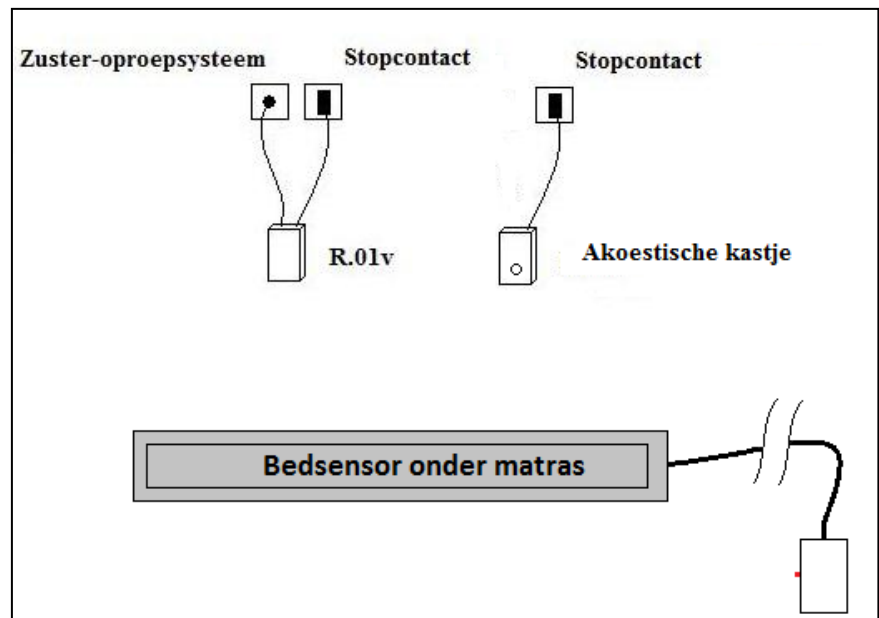 Zuster-oproepsysteem
Stopcontact
Stopcontact
R.01v
Akoestische kastje
Bedsensor onder matras